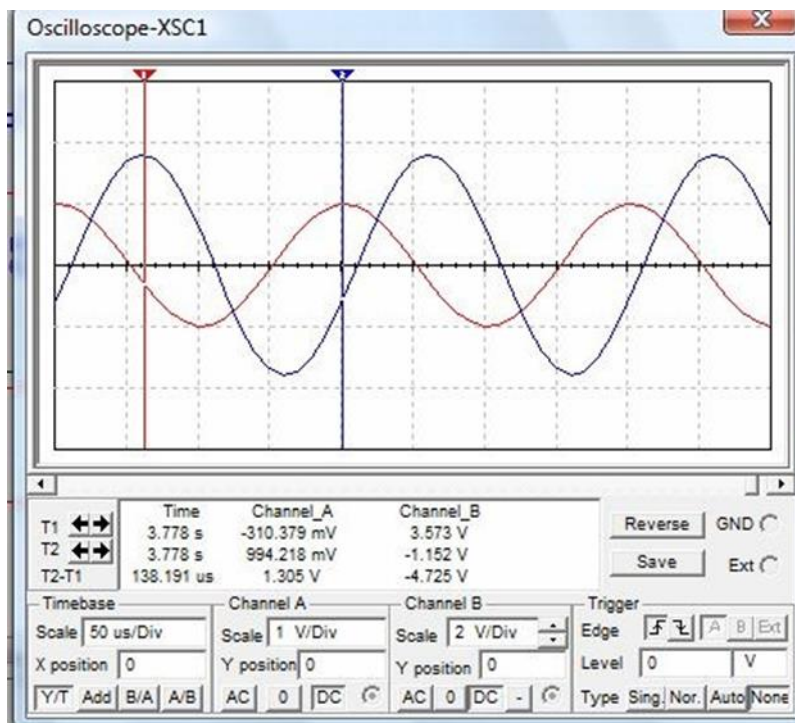 Oscilloscope-XSC1
1 2
Time Channel_A Channel_B
T1 3.778 s -310.379 mV 3.573 V
T2 3.778 s 994.218 mV -1.152 V
T2-T1 138.191 us 1.305 V -4.725 V
Reverse GND
Save Ext
Timebase Channel A Channel B Trigger
Scale 50 us/Div Scale 1 V/Div Scale 2 V/Div Edge A B Ext
X position 0 Y position 0 Y position 0 Level 0 V
Y/T Add B/A A/B AC 0 DC AC 0 DC - Type Sing. Nor. Auto None